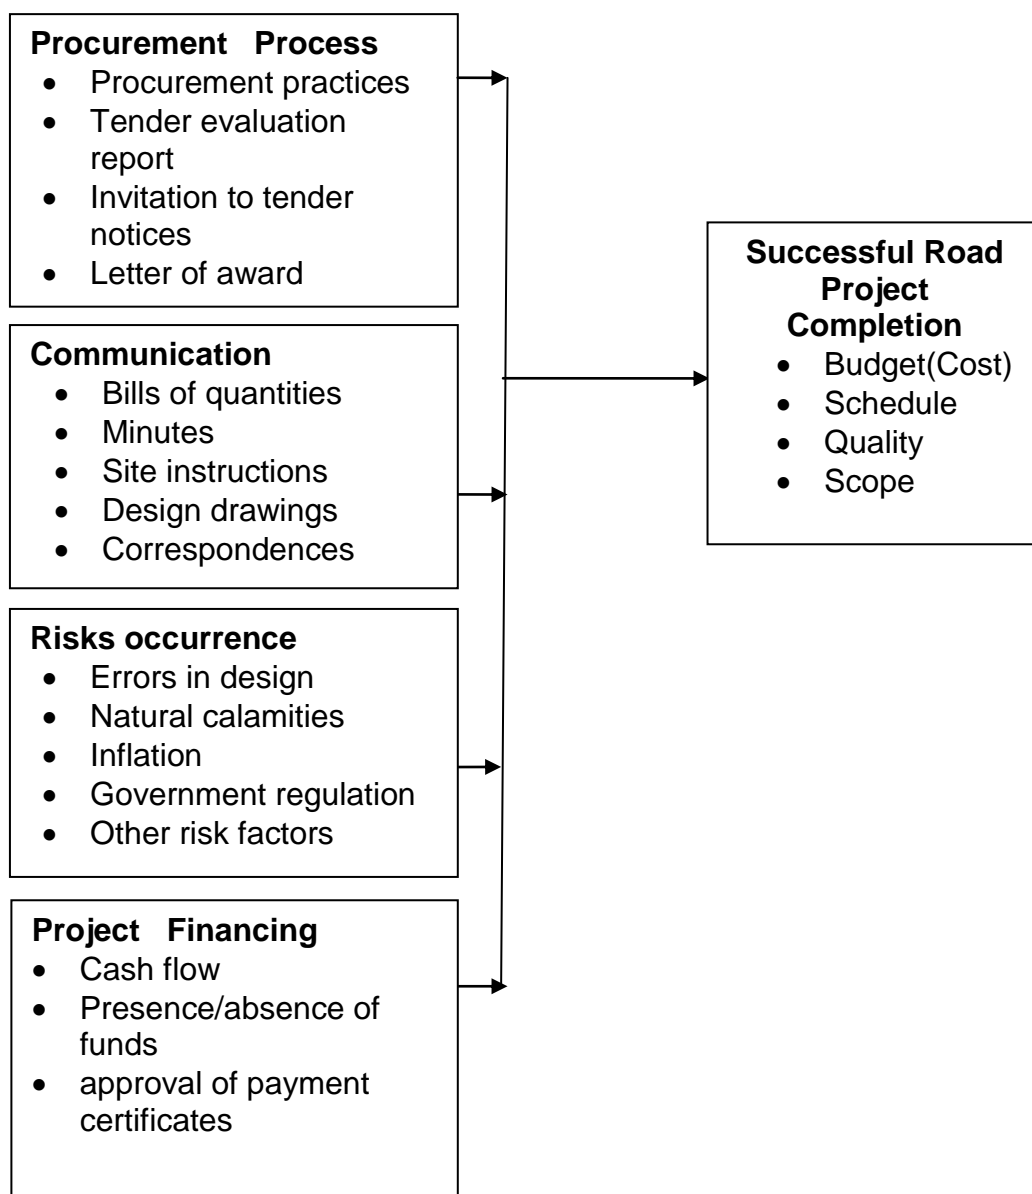 Procurement Process
• Procurement practices
• Tender evaluation
report
• Invitation to tender
notices
• Letter of award
Communication
• Bills of quantities
• Minutes
• Site instructions
• Design drawings
• Correspondences
Risks occurrence
• Errors in design
• Natural calamities
• Inflation
• Government regulation
• Other risk factors
Project Financing
• Cash flow
• Presence/absence of
funds
• approval of payment
certificates
Successful Road
Project
Completion
• Budget(Cost)
• Schedule
• Quality
• Scope